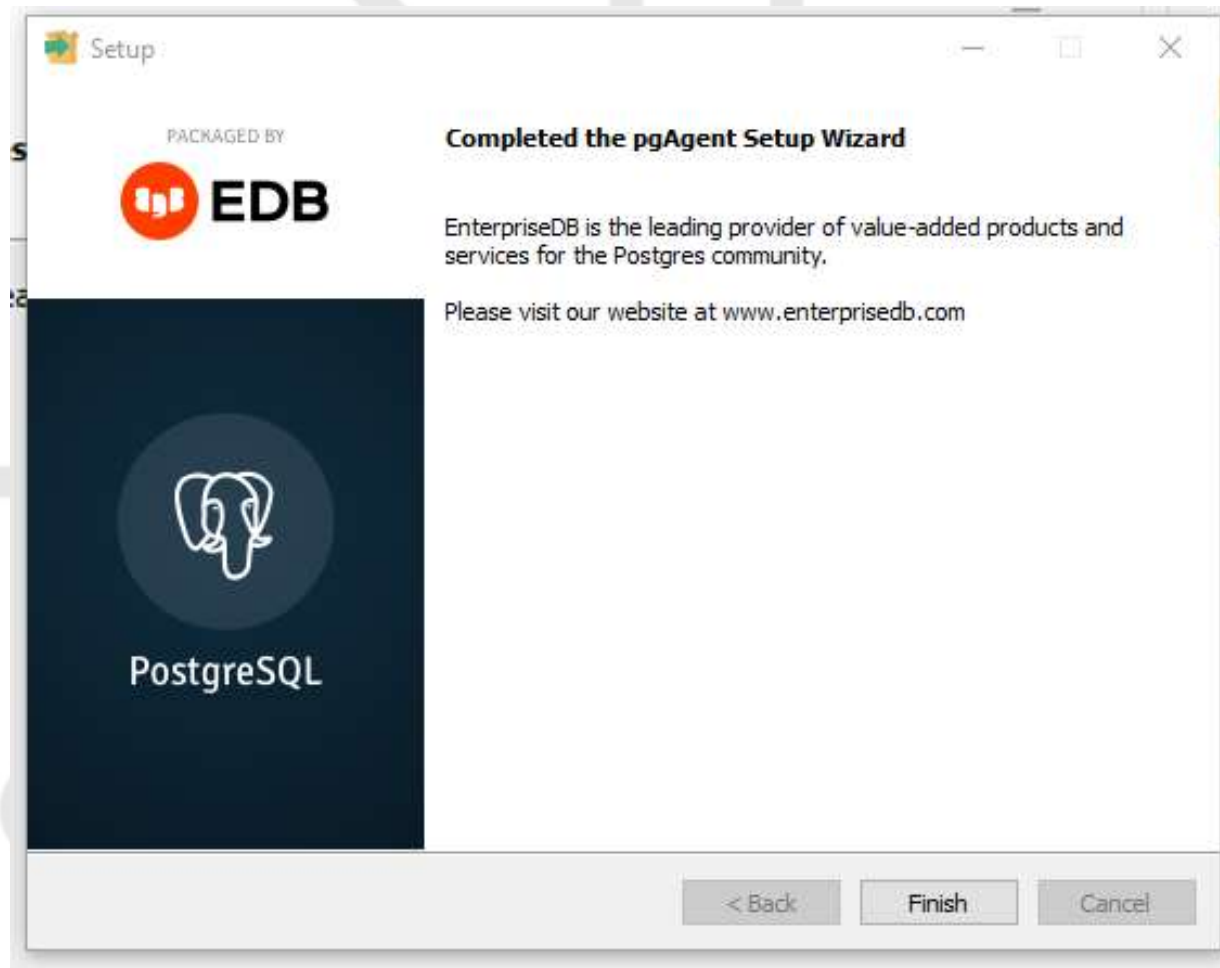 Setup
PACKAGED BY
EDB
Completed the pgAgent Setup Wizard
EnterpriseDB is the leading provider of value-added products and
services for the Postgres community.
Please visit our website at www.enterprisedb.com
PostgreSQL
< Back
Finish
Cancel